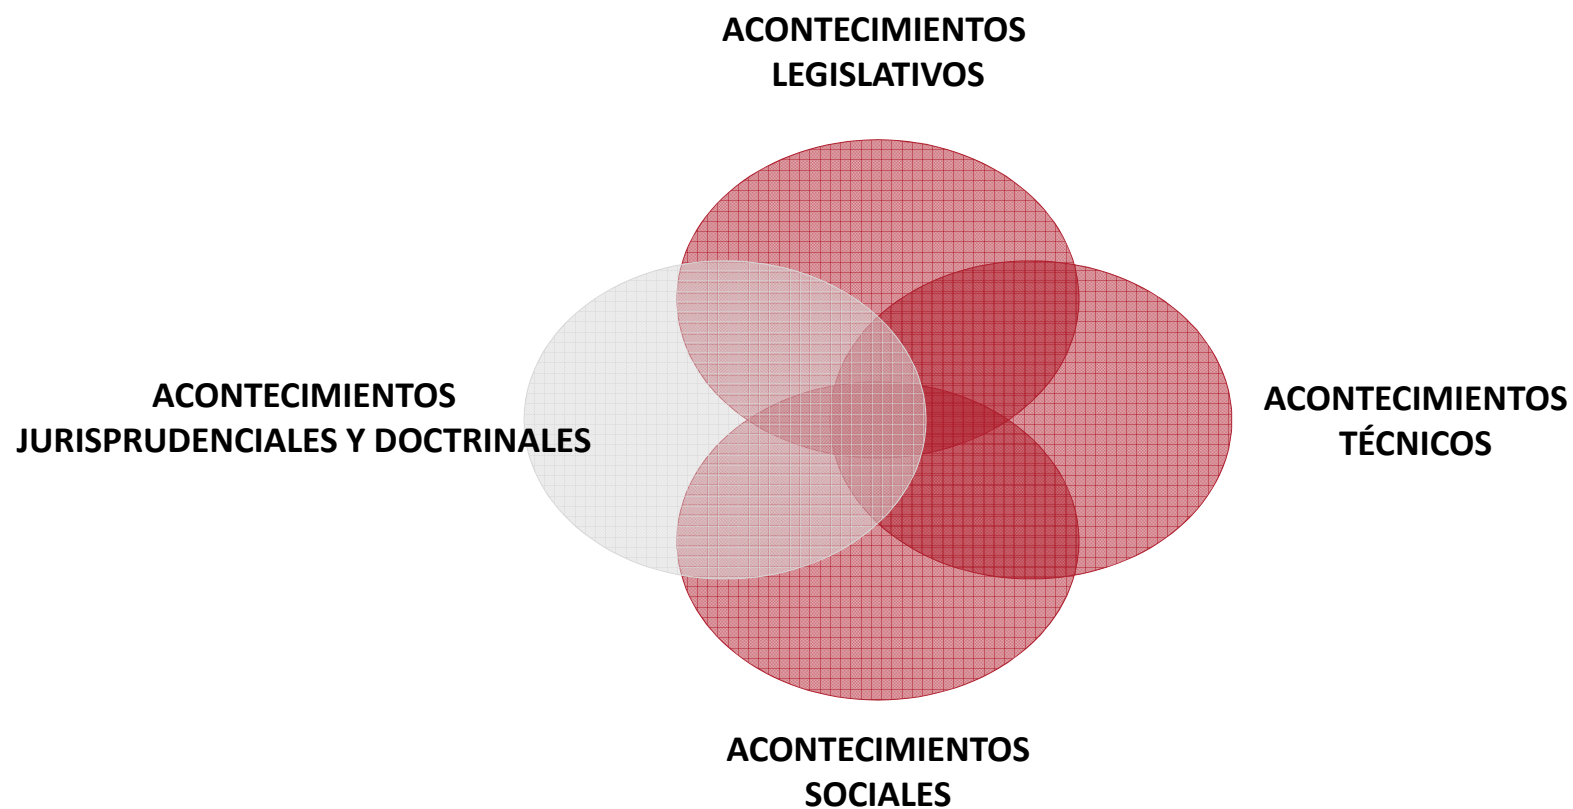 ACONTECIMIENTOS
LEGISLATIVOS
ACONTECIMIENTOS
JURISPRUDENCIALES Y DOCTRINALES
ACONTECIMIENTOS
TÉCNICOS
ACONTECIMIENTOS
SOCIALES